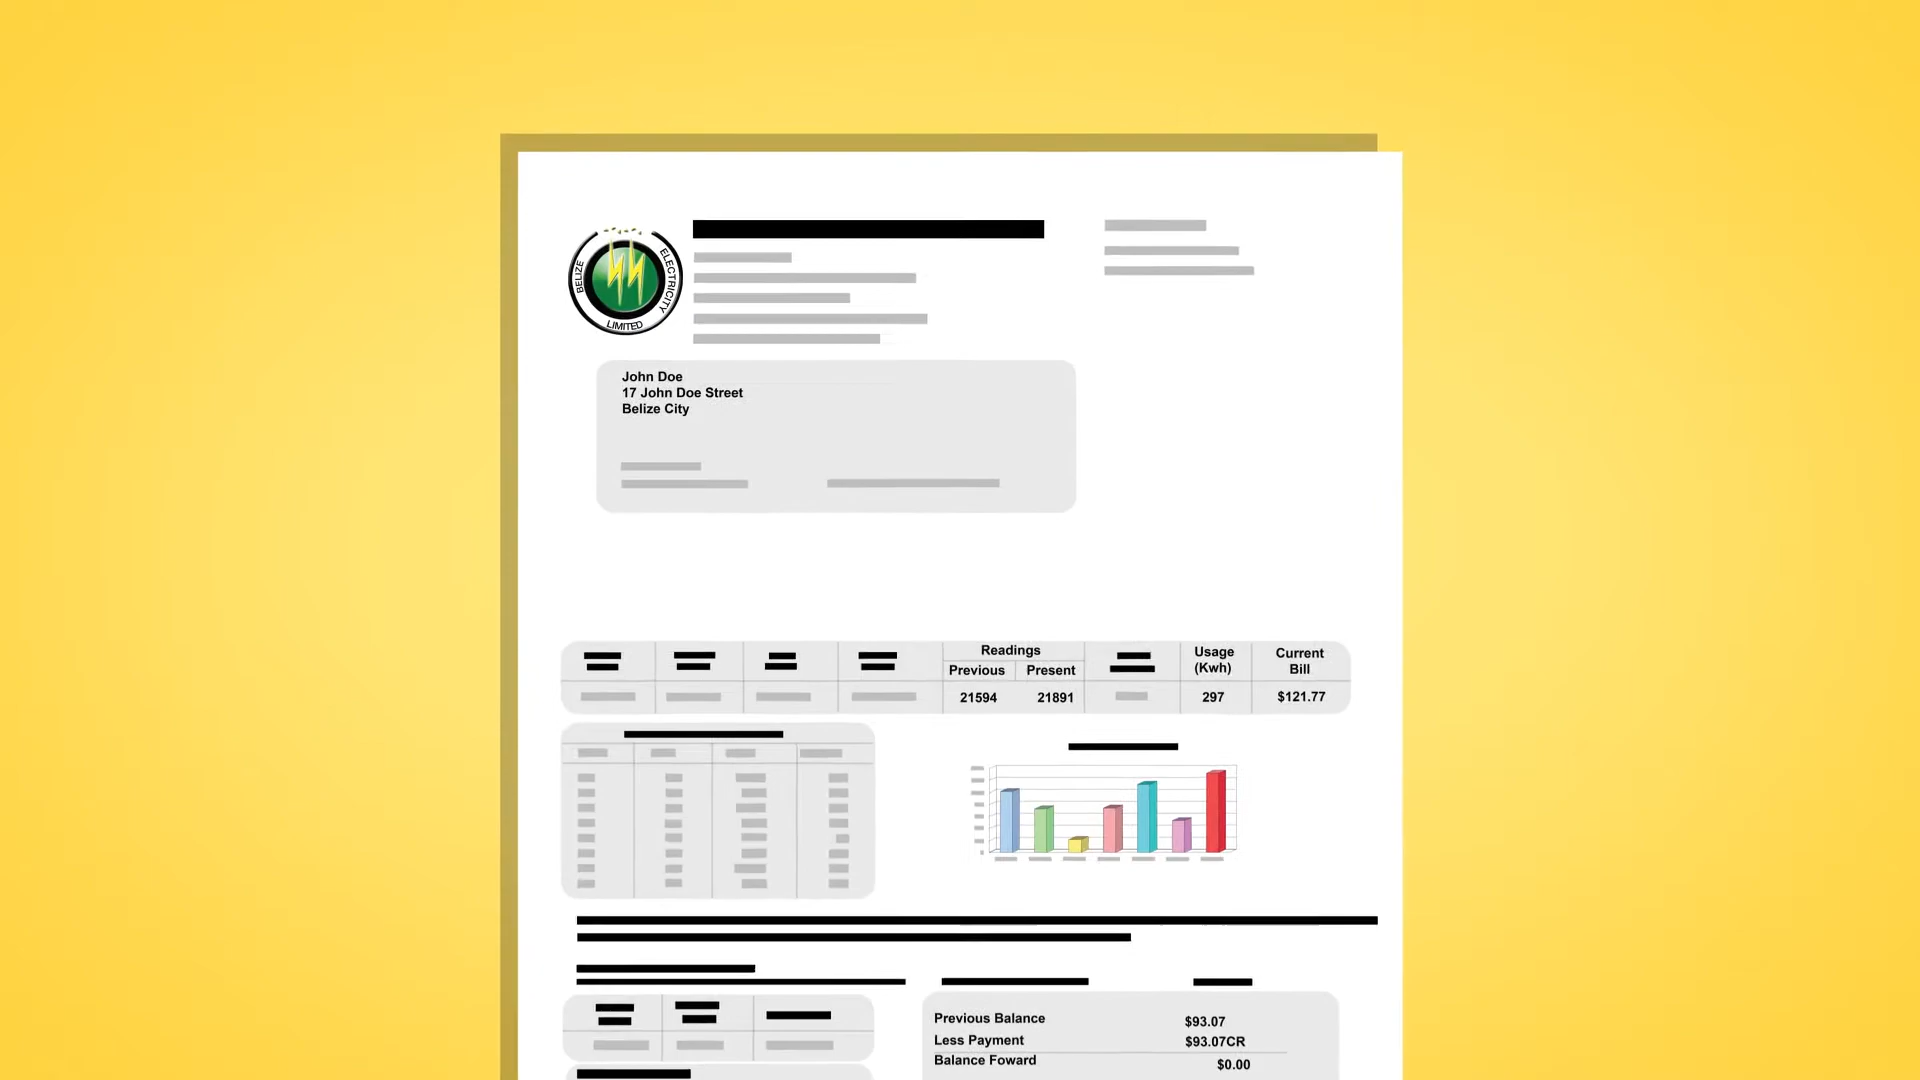 BELIZE ELECTRICITY LIMITED
John Doe
17 John Doe Street
Belize City
Readings
Previous Present
Usage
(Kwh)
Current
Bill
21594 21891 297 $121.77
Previous Balance $93.07
Less Payment $93.07CR
Balance Foward $0.00